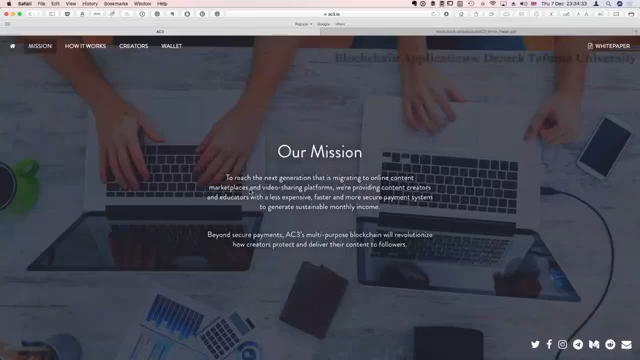 Safari File Edit View History Bookmarks Window Help
Thu 7 Dec 23:34:33
ac3.io
Popular Google
AC3
MISSION HOW IT WORKS CREATORS WALLET
WHITEPAPER
Blockchain Applications: Dereck Tafuma University
Our Mission
To reach the next generation that is migrating to online content
marketplaces and video-sharing platforms, we're providing content creators
and educators with a less expensive, faster and more secure payment system
to generate sustainable monthly income.
Beyond secure payments, AC3's multi-purpose blockchain will revolutionize
how creators protect and deliver their content to followers.